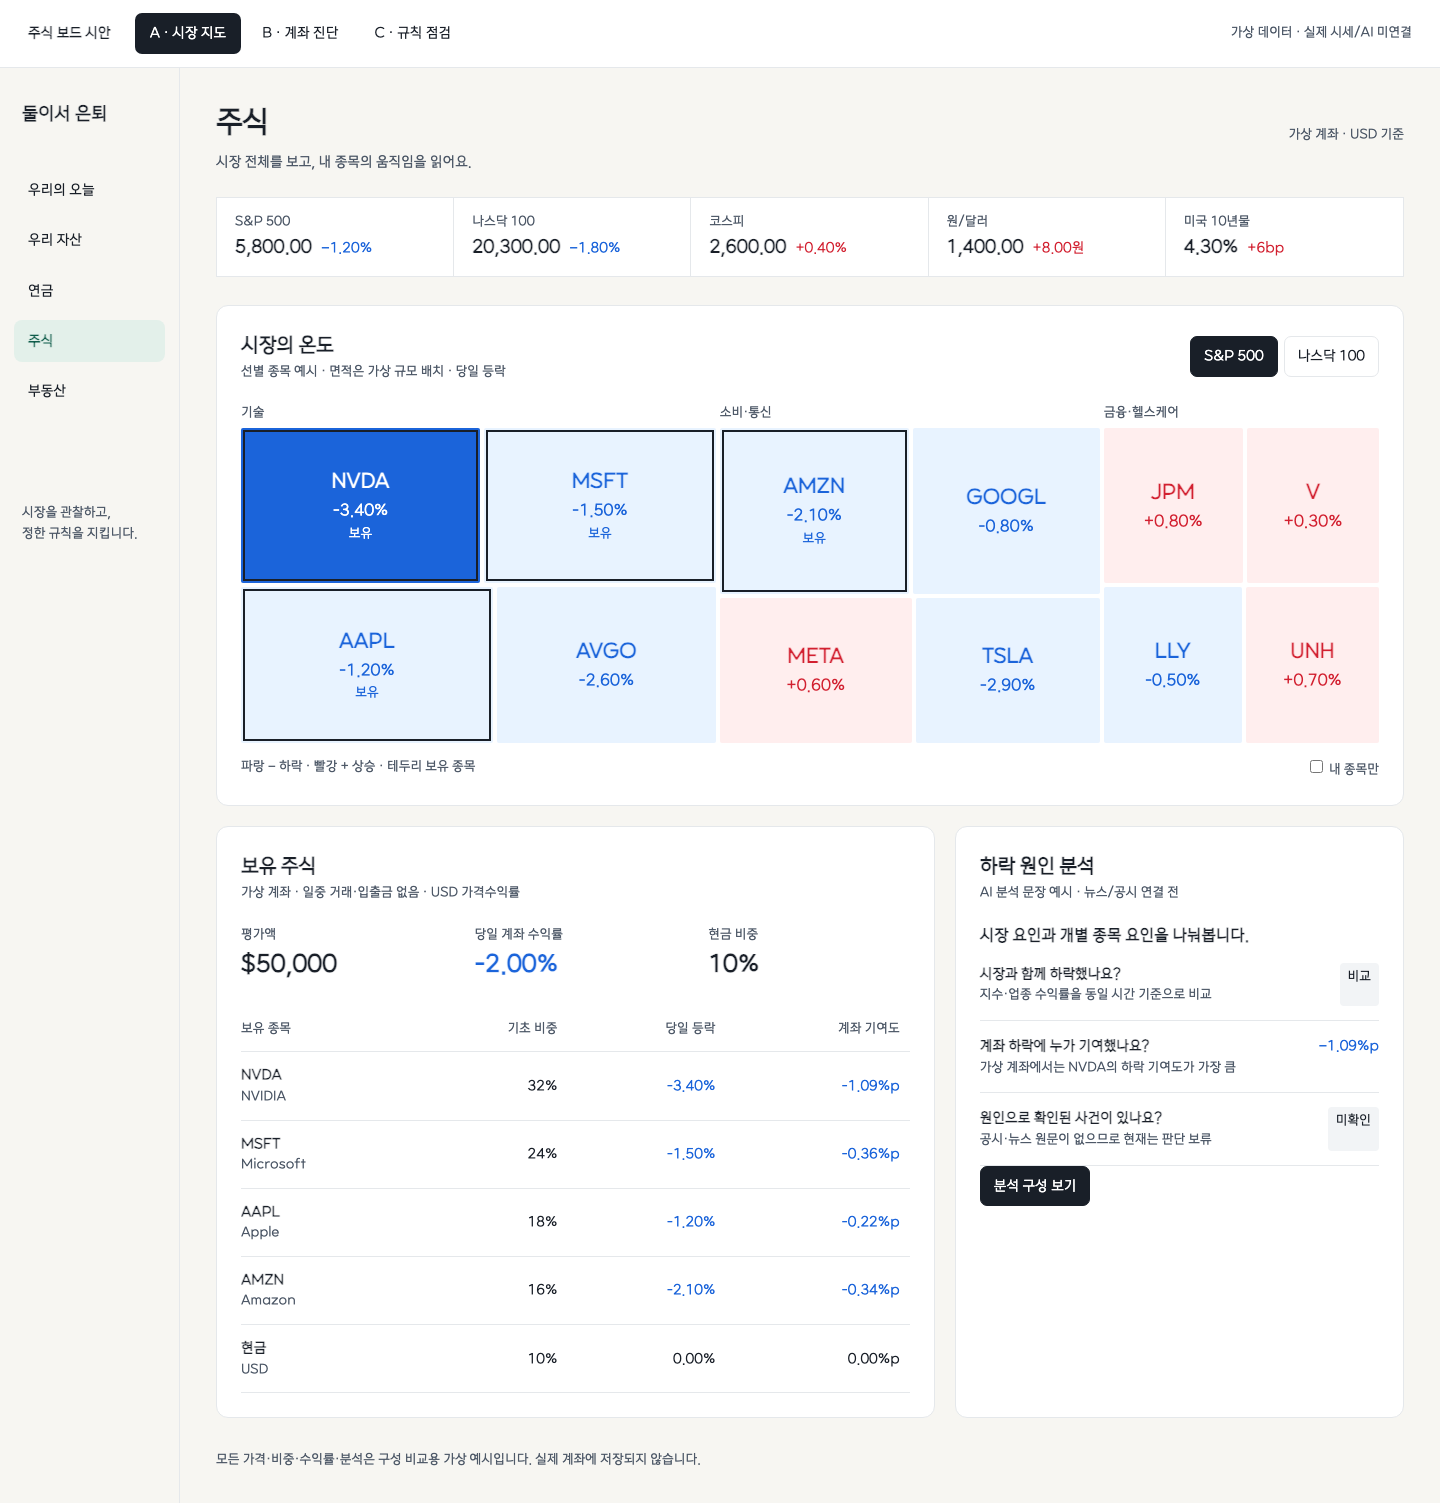 주식 보드 시안
A · 시장 지도
B · 계좌 진단
C · 규칙 점검
가상 데이터 · 실제 시세/AI 미연결
둘이서 은퇴
우리의 오늘
우리 자산
연금
주식
부동산
시장을 관찰하고,
정한 규칙을 지킵니다.
주식
시장 전체를 보고, 내 종목의 움직임을 읽어요.
가상 계좌 · USD 기준
S&P 500
5,800.00 −1.20%
나스닥 100
20,300.00 −1.80%
코스피
2,600.00 +0.40%
원/달러
1,400.00 +8.00원
미국 10년물
4.30% +6bp
시장의 온도
선별 종목 예시 · 면적은 가상 규모 배치 · 당일 등락
S&P 500
나스닥 100
기술
NVDA
-3.40%
보유
MSFT
-1.50%
보유
AAPL
-1.20%
보유
AVGO
-2.60%
소비·통신
AMZN
-2.10%
보유
GOOGL
-0.80%
META
+0.60%
TSLA
-2.90%
금융·헬스케어
JPM
+0.80%
V
+0.30%
LLY
-0.50%
UNH
+0.70%
파랑 − 하락 · 빨강 + 상승 · 테두리 보유 종목
내 종목만
보유 주식
가상 계좌 · 일중 거래·입출금 없음 · USD 가격수익률
평가액
$50,000
당일 계좌 수익률
-2.00%
현금 비중
10%
보유 종목 기초 비중 당일 등락 계좌 기여도
NVDA
NVIDIA
32% -3.40% -1.09%p
MSFT
Microsoft
24% -1.50% -0.36%p
AAPL
Apple
18% -1.20% -0.22%p
AMZN
Amazon
16% -2.10% -0.34%p
현금
USD
10% 0.00% 0.00%p
하락 원인 분석
AI 분석 문장 예시 · 뉴스/공시 연결 전
시장 요인과 개별 종목 요인을 나눠봅니다.
시장과 함께 하락했나요?
지수·업종 수익률을 동일 시간 기준으로 비교
비교
계좌 하락에 누가 기여했나요?
가상 계좌에서는 NVDA의 하락 기여도가 가장 큼
−1.09%p
원인으로 확인된 사건이 있나요?
공시·뉴스 원문이 없으므로 현재는 판단 보류
미확인
분석 구성 보기
모든 가격·비중·수익률·분석은 구성 비교용 가상 예시입니다. 실제 계좌에 저장되지 않습니다.